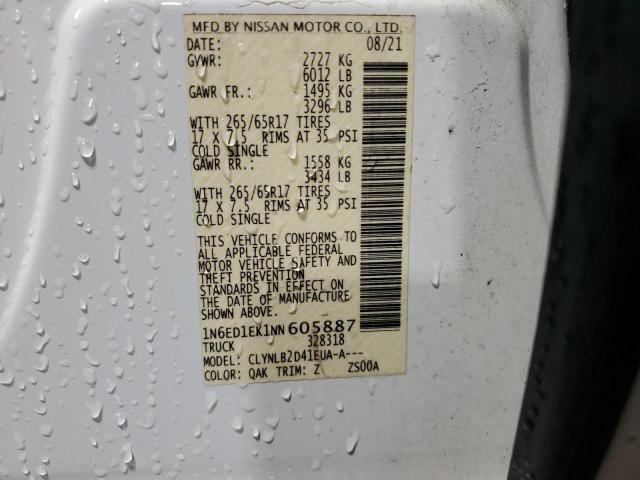 MFD BY NISSAN MOTOR CO., LTD.
DATE: 08/21
GVWR: 2727 KG
6012 LB
GAWR FR: 1495 KG
3296 LB
WITH 265/65R17 TIRES
17 X 7.5 RIMS AT 35 PSI
COLD SINGLE
GAWR RR: 1558 KG
3434 LB
WITH 265/65R17 TIRES
17 X 7.5 RIMS AT 35 PSI
COLD SINGLE
THIS VEHICLE CONFORMS TO
ALL APPLICABLE FEDERAL
MOTOR VEHICLE SAFETY AND
THEFT PREVENTION
STANDARDS IN EFFECT ON
THE DATE OF MANUFACTURE
1N6ED1EK1NN605887
TRUCK 328318
MODEL: CLYNLB2D41EUA-A---
COLOR: QAK TRIM: Z ZS00A